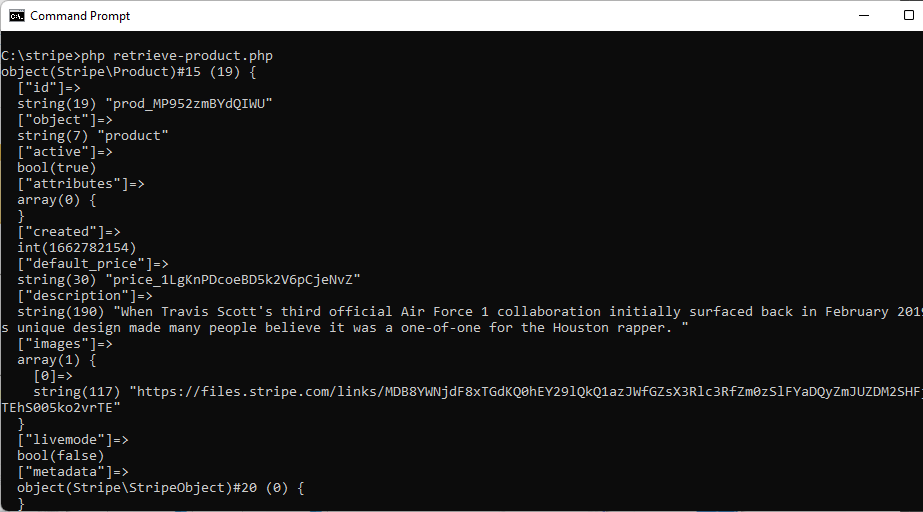 Command Prompt
C:\stripe>php retrieve-product.php
object(Stripe\Product)#15 (19) {
["id"]=>
string(19) "prod_MP952zmBYdQIWU"
["object"]=>
string(7) "product"
["active"]=>
bool(true)
["attributes"]=>
array(0) {
}
["created"]=>
int(1662782154)
["default_price"]=>
string(30) "price_1LgKnPDcoeBD5k2V6pCjeNvZ"
["description"]=>
string(190) "When Travis Scott's third official Air Force 1 collaboration initially surfaced back in February 2019
s unique design made many people believe it was a one-of-one for the Houston rapper. "
["images"]=>
array(1) {
[0]=>
string(117) "https://files.stripe.com/links/MDB8YWNjdF8xTGdKQ0hEY29lQkQ1azJWfGZsX3Rlc3RfZm0zSlFYaDQyZmJUZDM2SHFj
TEhS005ko2vrTE"
}
["livemode"]=>
bool(false)
["metadata"]=>
object(Stripe\StripeObject)#20 (0) {
}